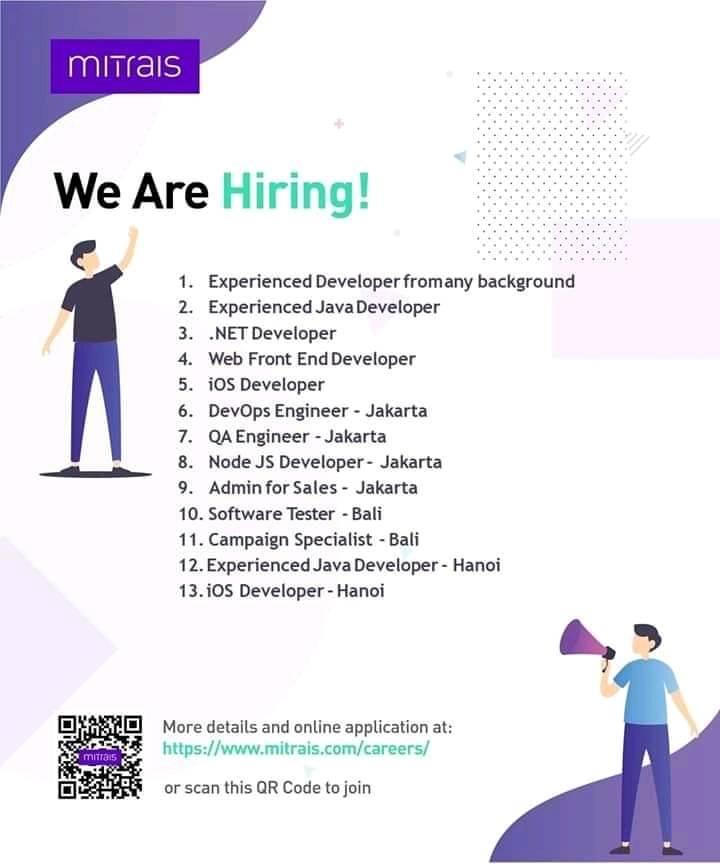 mitrais
We Are Hiring!
1. Experienced Developer from any background
2. Experienced Java Developer
3. .NET Developer
4. Web Front End Developer
5. iOS Developer
6. DevOps Engineer - Jakarta
7. QA Engineer - Jakarta
8. Node JS Developer - Jakarta
9. Admin for Sales - Jakarta
10. Software Tester - Bali
11. Campaign Specialist - Bali
12. Experienced Java Developer - Hanoi
13. iOS Developer - Hanoi
More details and online application at:
https://www.mitrais.com/careers/
mitrais
or scan this QR Code to join